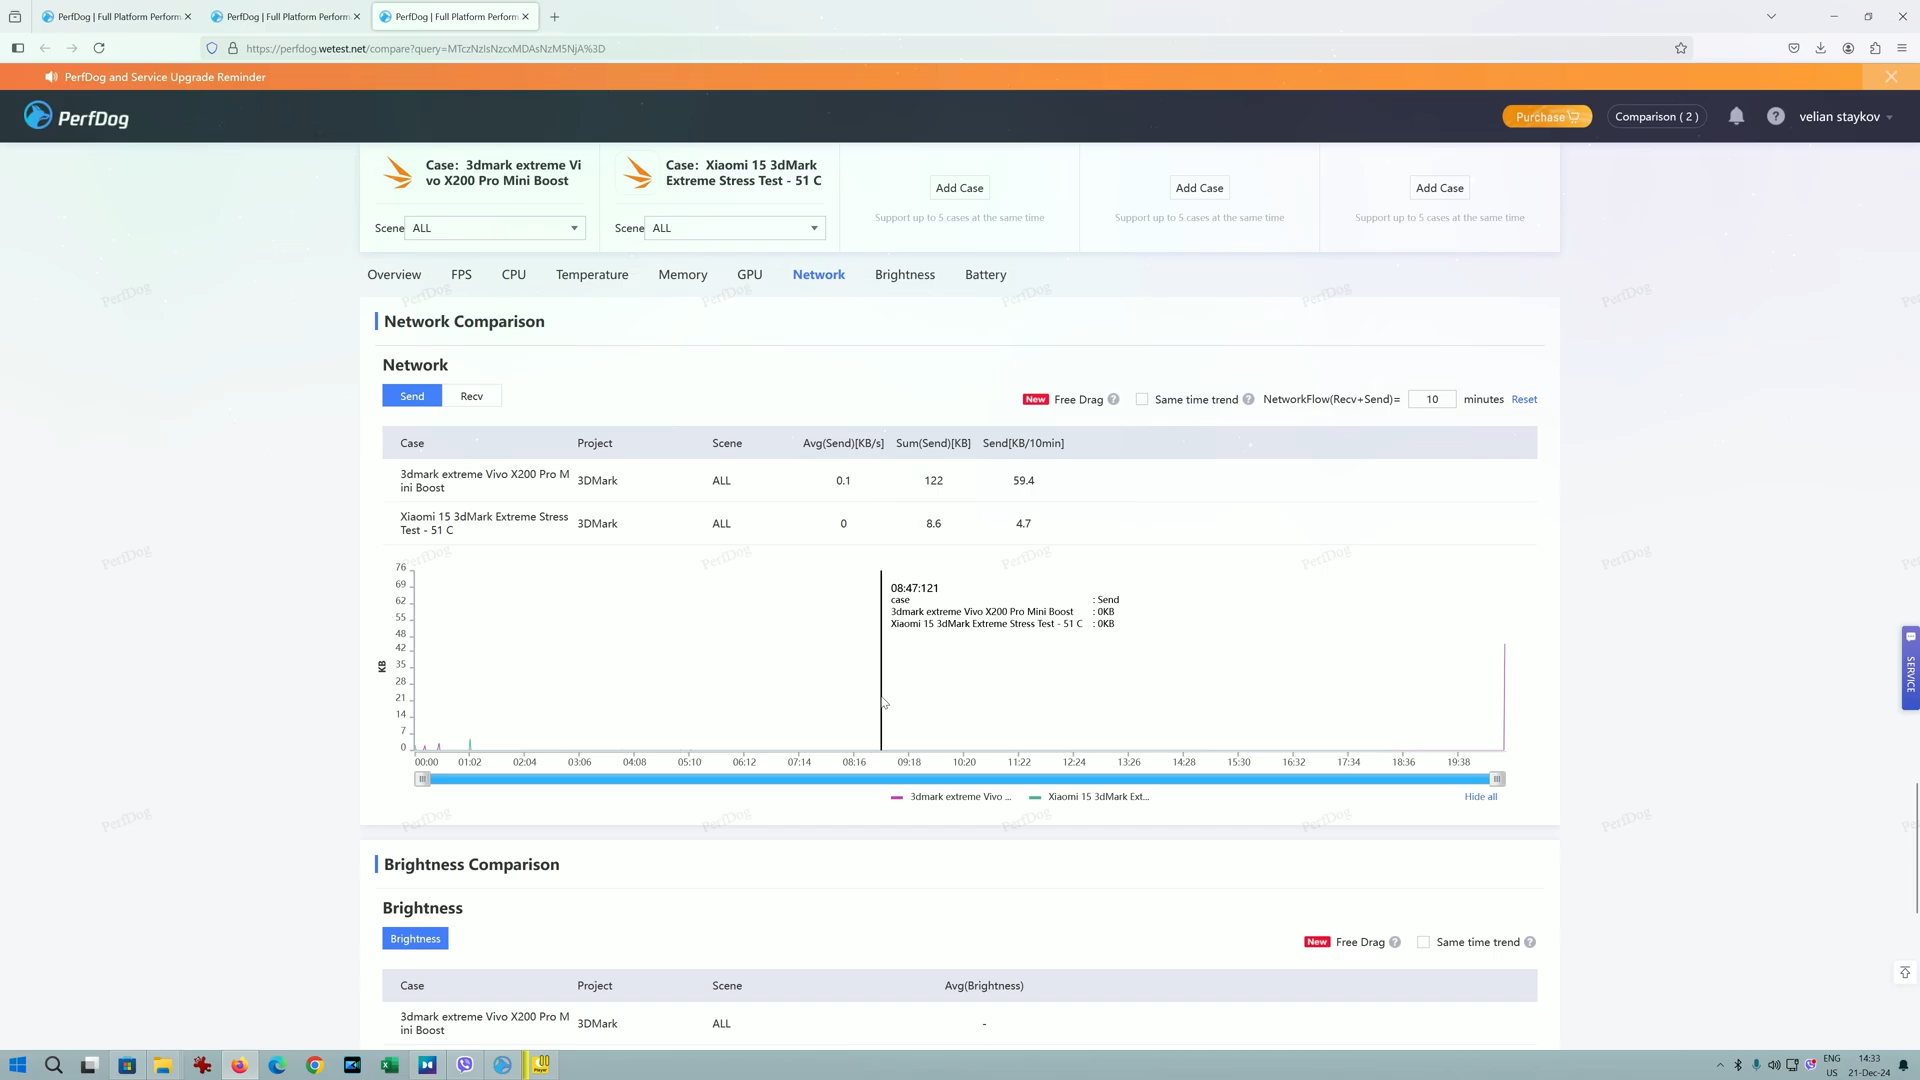 PerfDog | Full Platform Perform
PerfDog | Full Platform Perform
PerfDog | Full Platform Perform
https://perfdog.wetest.net/compare?query=MTczNzIsNzcxMDAsNzM5NjA%3D
PerfDog and Service Upgrade Reminder
PerfDog
Purchase
Comparison ( 2 )
velian staykov
Case: 3dmark extreme Vi
vo X200 Pro Mini Boost
Case: Xiaomi 15 3dMark
Extreme Stress Test - 51 C
Add Case
Add Case
Add Case
Support up to 5 cases at the same time
Support up to 5 cases at the same time
Support up to 5 cases at the same time
Scene ALL
Scene ALL
Overview FPS CPU Temperature Memory GPU Network Brightness Battery
Network Comparison
Network
Send Recv
New Free Drag ? Same time trend ? NetworkFlow(Recv+Send)= 10 minutes Reset
Case Project Scene Avg(Send)[KB/s] Sum(Send)[KB] Send[KB/10min]
3dmark extreme Vivo X200 Pro M
ini Boost
3DMark ALL 0.1 122 59.4
Xiaomi 15 3dMark Extreme Stress
Test - 51 C
3DMark ALL 0 8.6 4.7
76
69
62
55
48
42
35
28
21
14
7
0
KB
08:47:121
case : Send
3dmark extreme Vivo X200 Pro Mini Boost : 0KB
Xiaomi 15 3dMark Extreme Stress Test - 51 C : 0KB
00:00 01:02 02:04 03:06 04:08 05:10 06:12 07:14 08:16 09:18 10:20 11:22 12:24 13:26 14:28 15:30 16:32 17:34 18:36 19:38
3dmark extreme Vivo ... Xiaomi 15 3dMark Ext...
Hide all
SERVICE
Brightness Comparison
Brightness
Brightness
New Free Drag ? Same time trend ?
Case Project Scene Avg(Brightness)
3dmark extreme Vivo X200 Pro M
ini Boost
3DMark ALL -
ENG
US
14:33
21-Dec-24